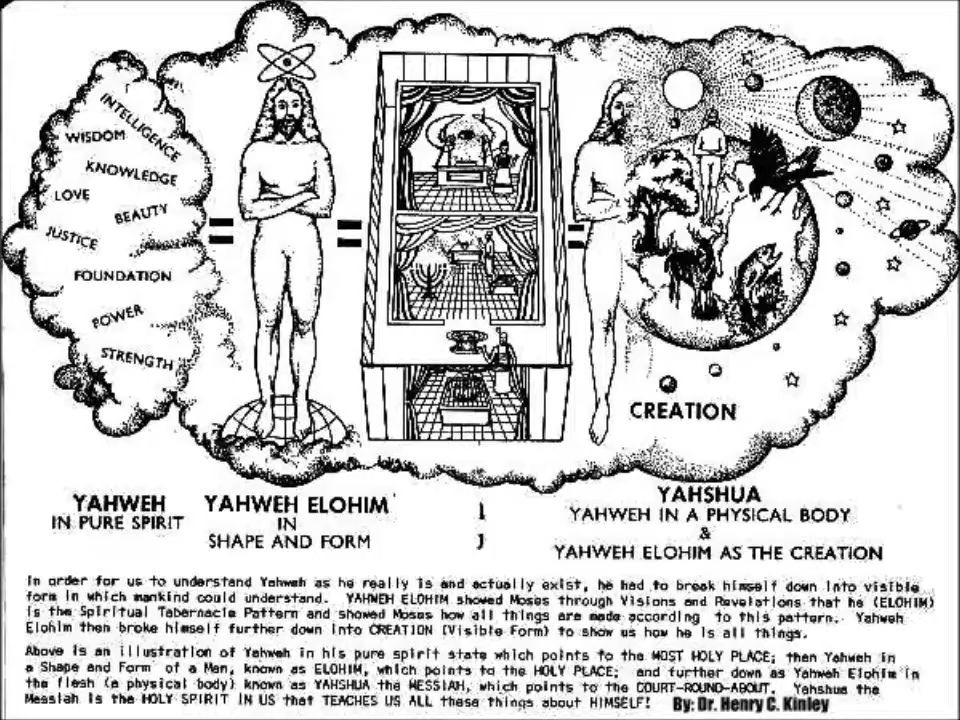 INTELLIGENCE
WISDOM
KNOWLEDGE
LOVE
BEAUTY
JUSTICE
FOUNDATION
POWER
STRENGTH
CREATION
YAHWEH
IN PURE SPIRIT
YAHWEH ELOHIM
IN
SHAPE AND FORM
YAHSHUA
YAHWEH IN A PHYSICAL BODY
&
YAHWEH ELOHIM AS THE CREATION
In order for us to understand Yahweh as he really is and actually exist, he had to break himself down into visible
form in which mankind could understand. YAHWEH ELOHIM showed Moses through Visions and Revelations that he (ELOHIM)
is the Spiritual Tabernacle Pattern and showed Moses how all things are made according to this pattern. Yahweh
Elohim then broke himself further down into CREATION (Visible Form) to show us how he is all things.
Above is an illustration of Yahweh in his pure spirit state which points to the MOST HOLY PLACE; then Yahweh in
a Shape and Form of a Man, known as ELOHIM, which points to the HOLY PLACE; and further down as Yahweh Elohim in
the flesh (a physical body) known as YAHSHUA the MESSIAH, which points to the COURT-ROUND-ABOUT. Yahshua the
Messiah is the HOLY SPIRIT IN US that TEACHES US ALL these things about HIMSELF! By: Dr. Henry C. Kinley